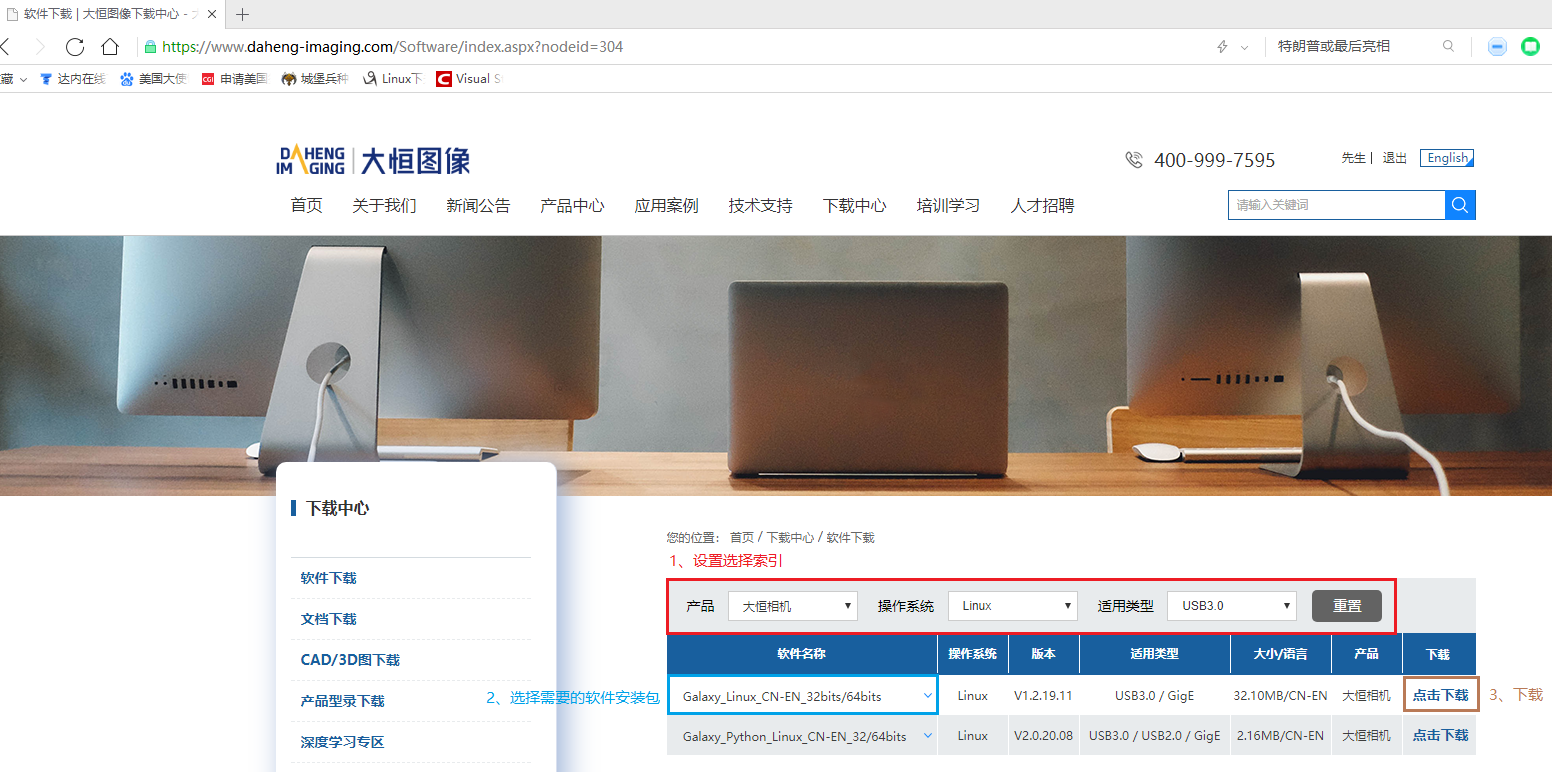 软件下载 | 大恒图像下载中心 -
https://www.daheng-imaging.com/Software/index.aspx?nodeid=304
特朗普或最后亮相
藏
达内在线
美国大使
CGI 申请美国
城堡兵种
Linux下
Visual S
DAHENG IMAGING 大恒图像
400-999-7595
先生 | 退出 English
首页 关于我们 新闻公告 产品中心 应用案例 技术支持 下载中心 培训学习 人才招聘
请输入关键词
下载中心
软件下载
文档下载
CAD/3D图下载
产品型录下载
深度学习专区
您的位置: 首页 / 下载中心 / 软件下载
1、设置选择索引
产品 大恒相机 操作系统 Linux 适用类型 USB3.0 重置
软件名称 操作系统 版本 适用类型 大小/语言 产品 下载
2、选择需要的软件安装包
Galaxy_Linux_CN-EN_32bits/64bits Linux V1.2.19.11 USB3.0 / GigE 32.10MB/CN-EN 大恒相机 点击下载
3、下载
Galaxy_Python_Linux_CN-EN_32/64bits Linux V2.0.20.08 USB3.0 / USB2.0 / GigE 2.16MB/CN-EN 大恒相机 点击下载